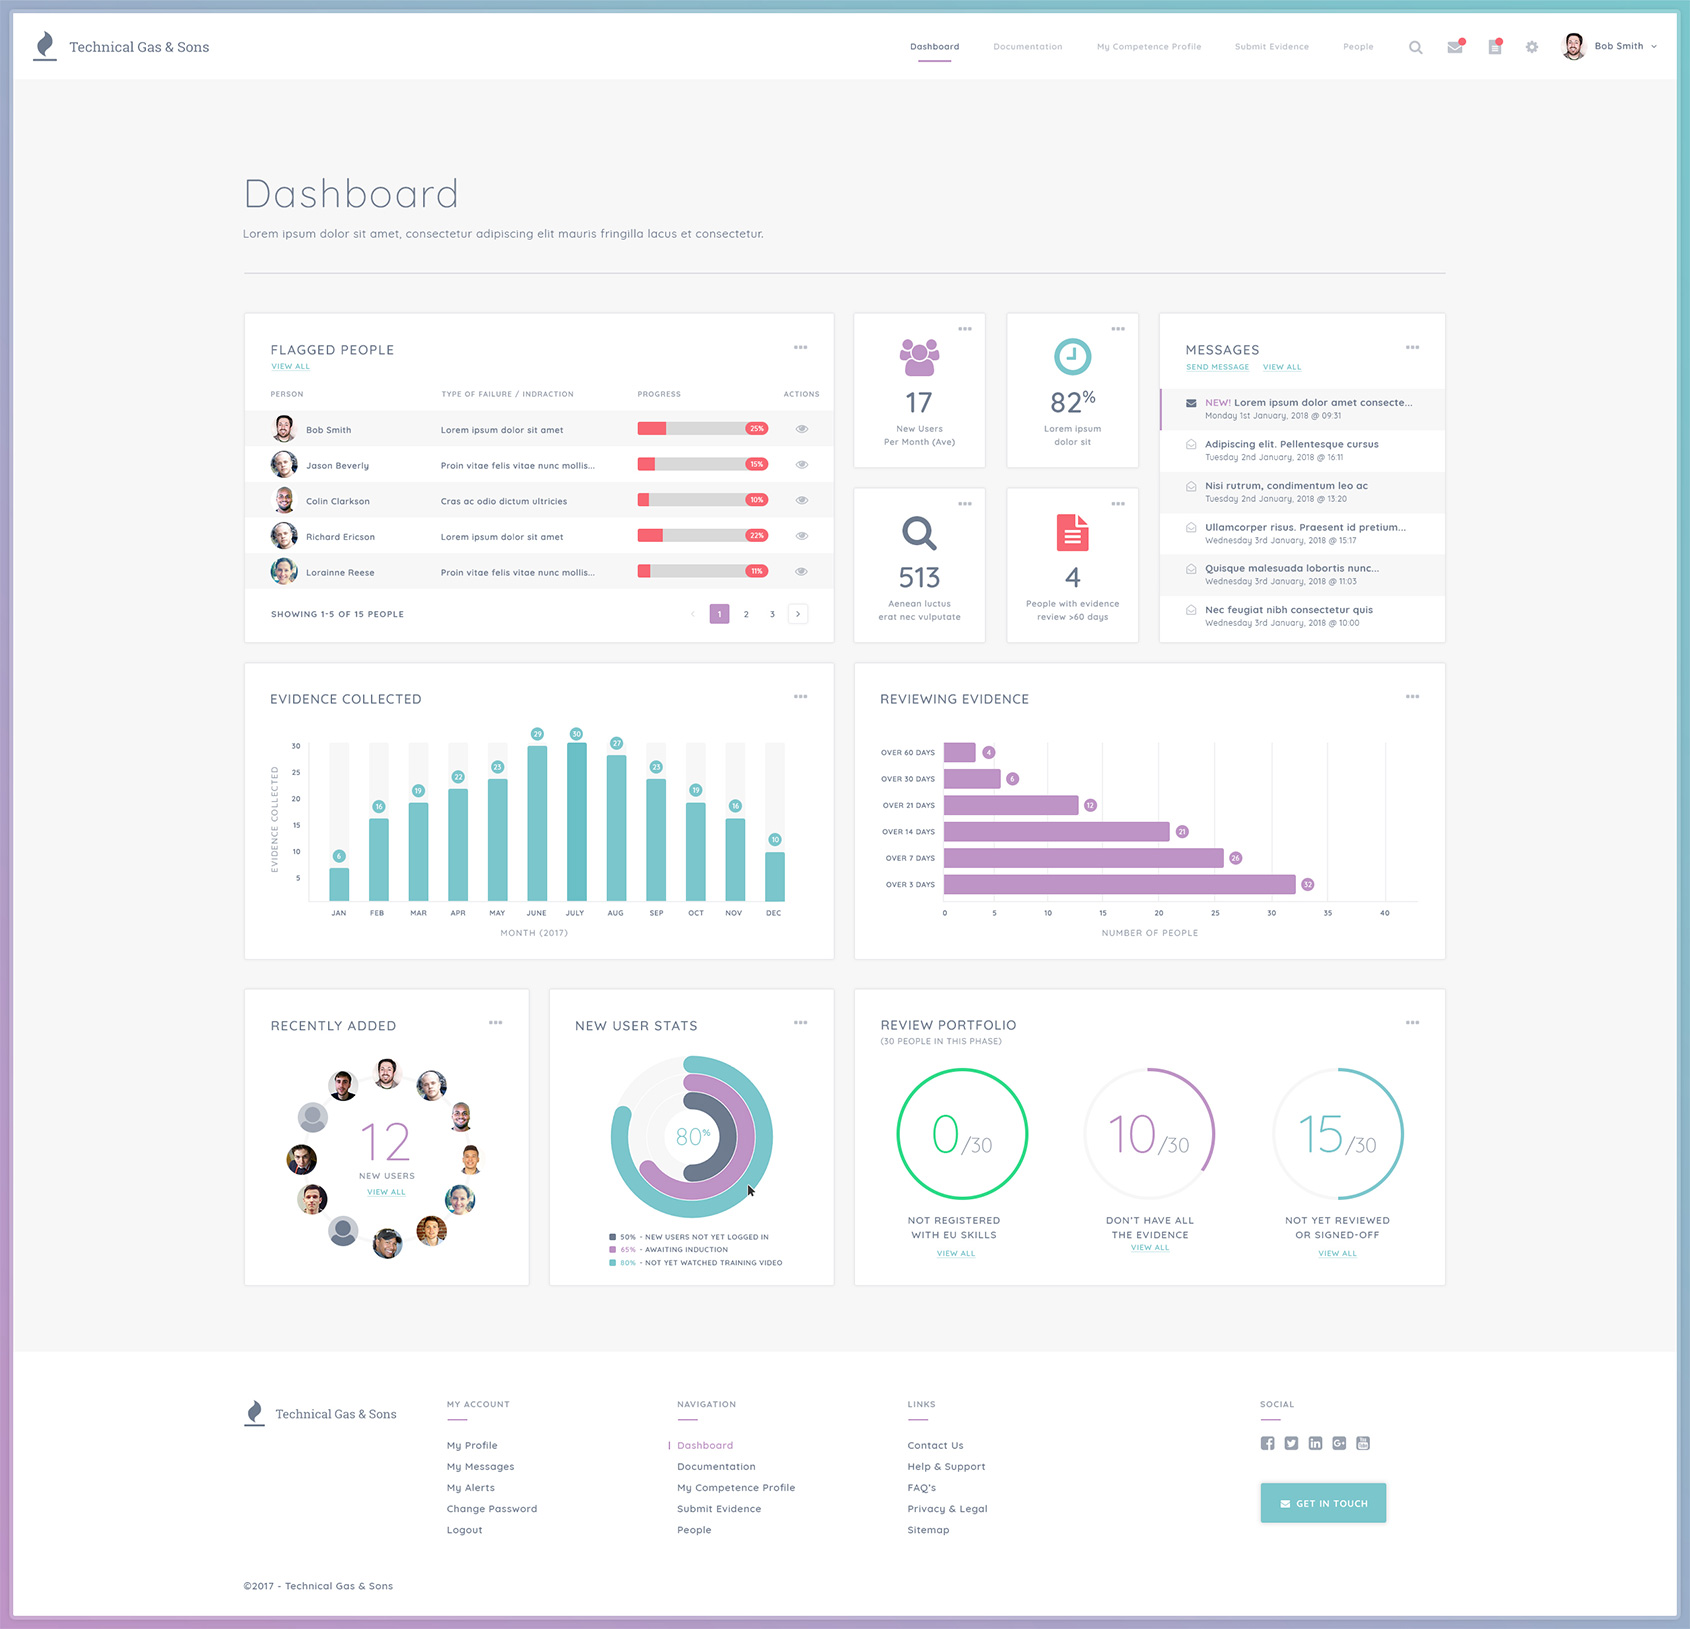 Technical Gas & Sons
Dashboard
Documentation
My Competence Profile
Submit Evidence
People
Bob Smith
Dashboard
Lorem ipsum dolor sit amet, consectetur adipiscing elit mauris fringilla lacus et consectetur.
FLAGGED PEOPLE
VIEW ALL
PERSON TYPE OF FAILURE / INDRACTION PROGRESS ACTIONS
Bob Smith Lorem ipsum dolor sit amet 25%
Jason Beverly Proin vitae felis vitae nunc mollis... 15%
Colin Clarkson Cras ac odio dictum ultricies 10%
Richard Ericson Lorem ipsum dolor sit amet 22%
Lorainne Reese Proin vitae felis vitae nunc mollis... 11%
SHOWING 1-5 OF 15 PEOPLE < 1 2 3 >
17
New Users
Per Month (Ave)
82%
Lorem ipsum
dolor sit
513
Aenean luctus
erat nec vulputate
4
People with evidence
review >60 days
MESSAGES
SEND MESSAGE VIEW ALL
NEW! Lorem ipsum dolor amet consecte...
Monday 1st January, 2018 @ 09:31
Adipiscing elit. Pellentesque cursus
Tuesday 2nd January, 2018 @ 16:11
Nisi rutrum, condimentum leo ac
Tuesday 2nd January, 2018 @ 13:20
Ullamcorper risus. Praesent id pretium...
Wednesday 3rd January, 2018 @ 15:17
Quisque malesuada lobortis nunc...
Wednesday 3rd January, 2018 @ 11:03
Nec feugiat nibh consectetur quis
Wednesday 3rd January, 2018 @ 10:00
EVIDENCE COLLECTED
EVIDENCE COLLECTED
30
25
20
15
10
5
6 16 19 22 23 29 30 27 23 19 16 10
JAN FEB MAR APR MAY JUNE JULY AUG SEP OCT NOV DEC
MONTH (2017)
REVIEWING EVIDENCE
OVER 60 DAYS 4
OVER 30 DAYS 6
OVER 21 DAYS 12
OVER 14 DAYS 21
OVER 7 DAYS 26
OVER 3 DAYS 32
0 5 10 15 20 25 30 35 40
NUMBER OF PEOPLE
RECENTLY ADDED
12
NEW USERS
VIEW ALL
NEW USER STATS
80%
50% - NEW USERS NOT YET LOGGED IN
65% - AWAITING INDUCTION
80% - NOT YET WATCHED TRAINING VIDEO
REVIEW PORTFOLIO
(30 PEOPLE IN THIS PHASE)
0/30
NOT REGISTERED
WITH EU SKILLS
VIEW ALL
10/30
DON'T HAVE ALL
THE EVIDENCE
VIEW ALL
15/30
NOT YET REVIEWED
OR SIGNED-OFF
VIEW ALL
Technical Gas & Sons
MY ACCOUNT
My Profile
My Messages
My Alerts
Change Password
Logout
NAVIGATION
Dashboard
Documentation
My Competence Profile
Submit Evidence
People
LINKS
Contact Us
Help & Support
FAQ's
Privacy & Legal
Sitemap
SOCIAL
GET IN TOUCH
©2017 - Technical Gas & Sons